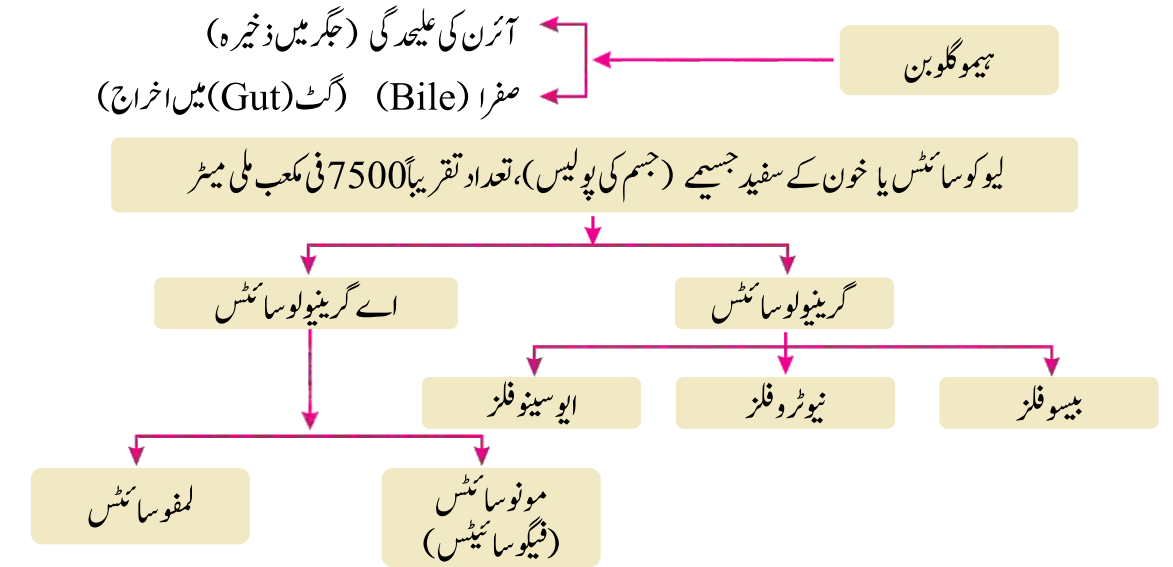 ہیموگلوبن
آئرن کی علیحدگی (جگر میں ذخیرہ)
صفرا (Bile) (گٹ (Gut) میں اخراج)
لیوکوسائٹس یا خون کے سفید جسیمے (جسم کی پولیس)، تعداد تقریباً 7500 فی مکعب ملی میٹر
گرینیولوسائٹس
اے گرینیولوسائٹس
بیسوفلز
نیوٹروفلز
ایوسینوفلز
مونوسائٹس
(فیگوسائیٹس)
لمفوسائٹس